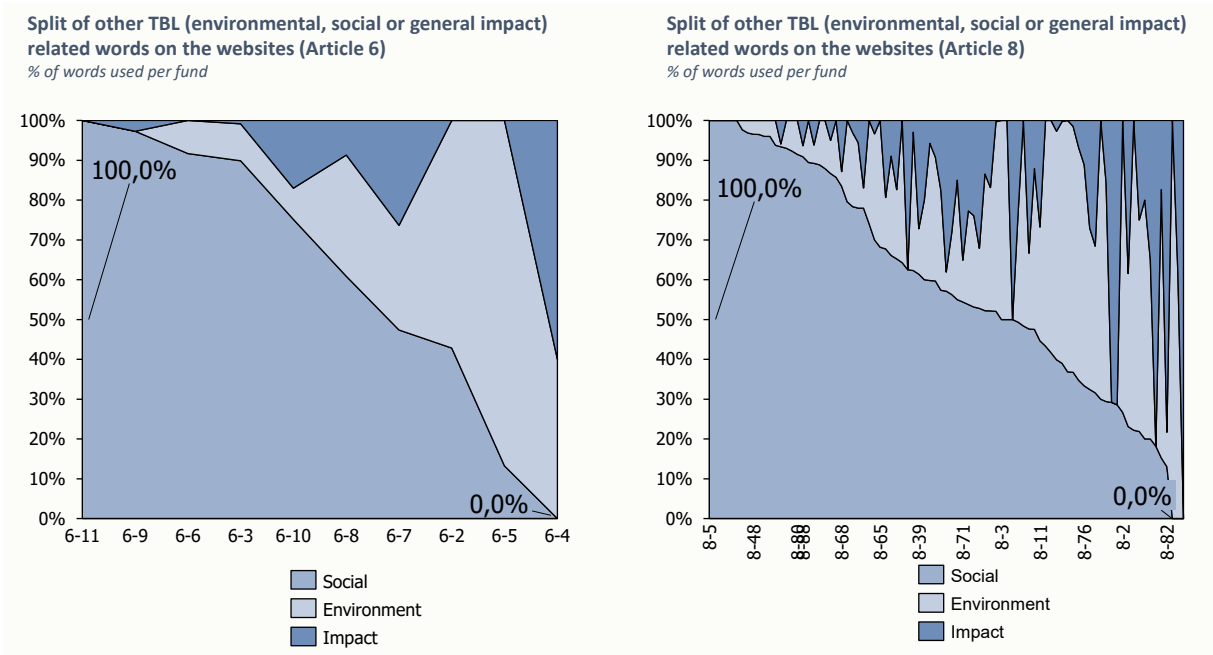 Split of other TBL (environmental, social or general impact)
related words on the websites (Article 6)
% of words used per fund
100%
90%
80%
70%
60%
50%
40%
30%
20%
10%
0%
100,0%
0,0%
6-11 6-9 6-6 6-3 6-10 6-8 6-7 6-2 6-5 6-4
Social
Environment
Impact
Split of other TBL (environmental, social or general impact)
related words on the websites (Article 8)
% of words used per fund
100%
90%
80%
70%
60%
50%
40%
30%
20%
10%
0%
100,0%
0,0%
8-5 8-48 8-88 8-68 8-65 8-39 8-71 8-3 8-11 8-76 8-2 8-82
Social
Environment
Impact